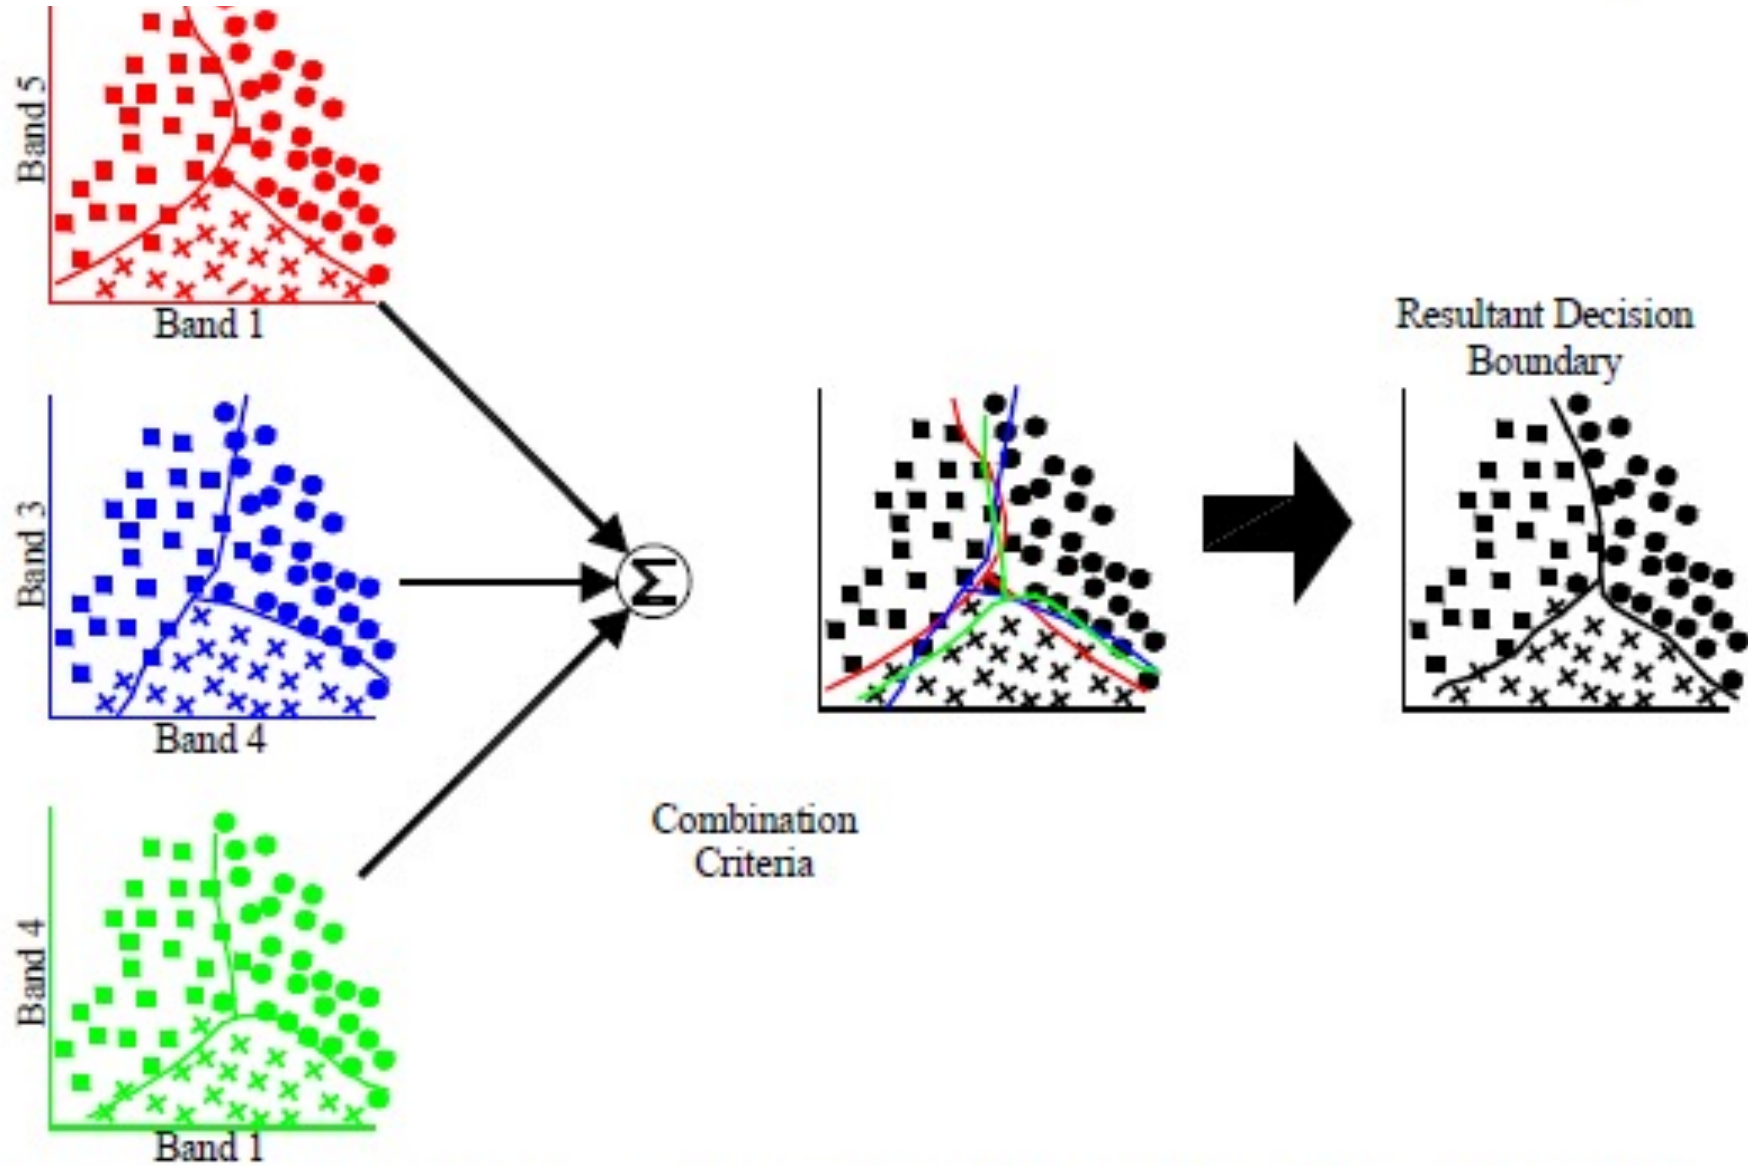 Band 5
Band 1
Band 3
Band 4
Band 4
Band 1
Σ
Combination
Criteria
Resultant Decision
Boundary